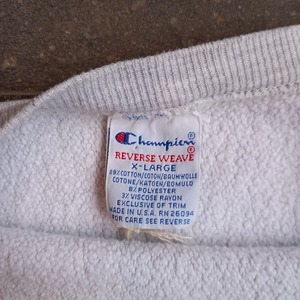 Champion®
REVERSE WEAVE®
X-LARGE
89% COTTON/COTON/BAUMWOLLE
COTONE/KATOEN/BOMULD
8% POLYESTER
3% VISCOSE RAYON
EXCLUSIVE OF TRIM
MADE IN U.S.A. RN 26094
FOR CARE SEE REVERSE